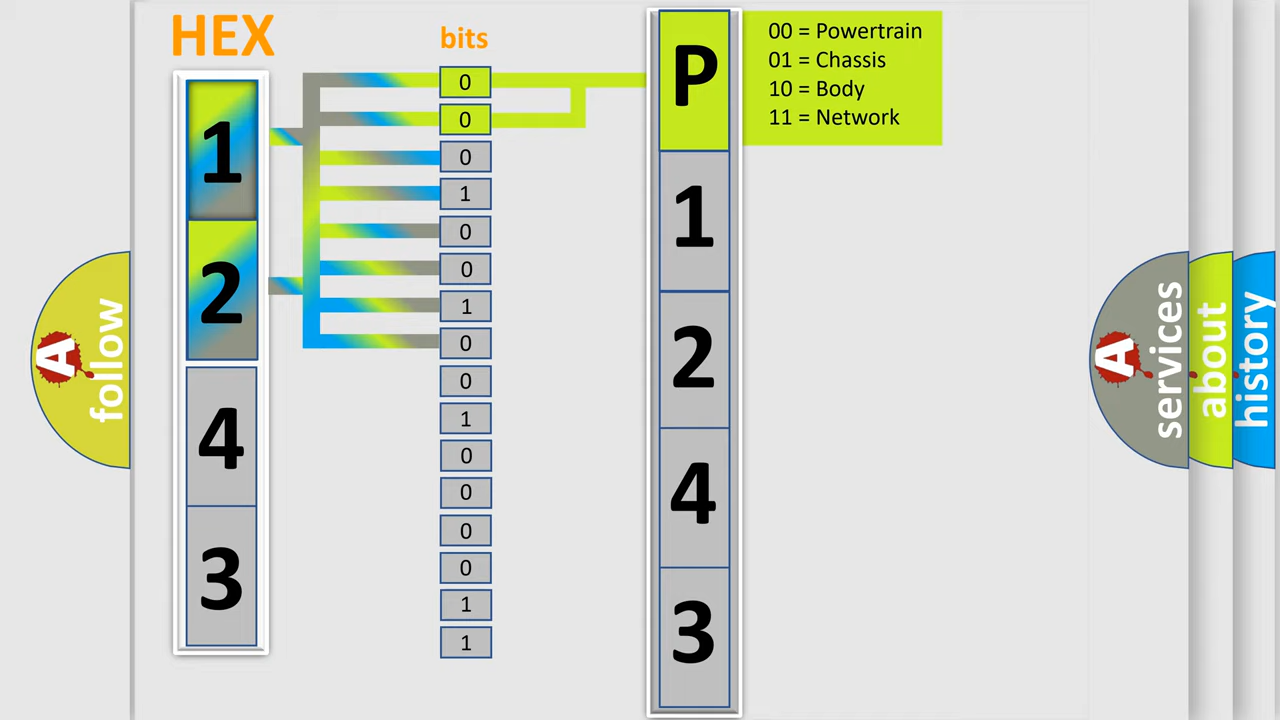 HEX
bits
1
2
4
3
0
0
0
1
0
0
1
0
0
1
0
0
0
0
1
1
P
1
2
4
3
00 = Powertrain
01 = Chassis
10 = Body
11 = Network
A
follow
A
services
about
history